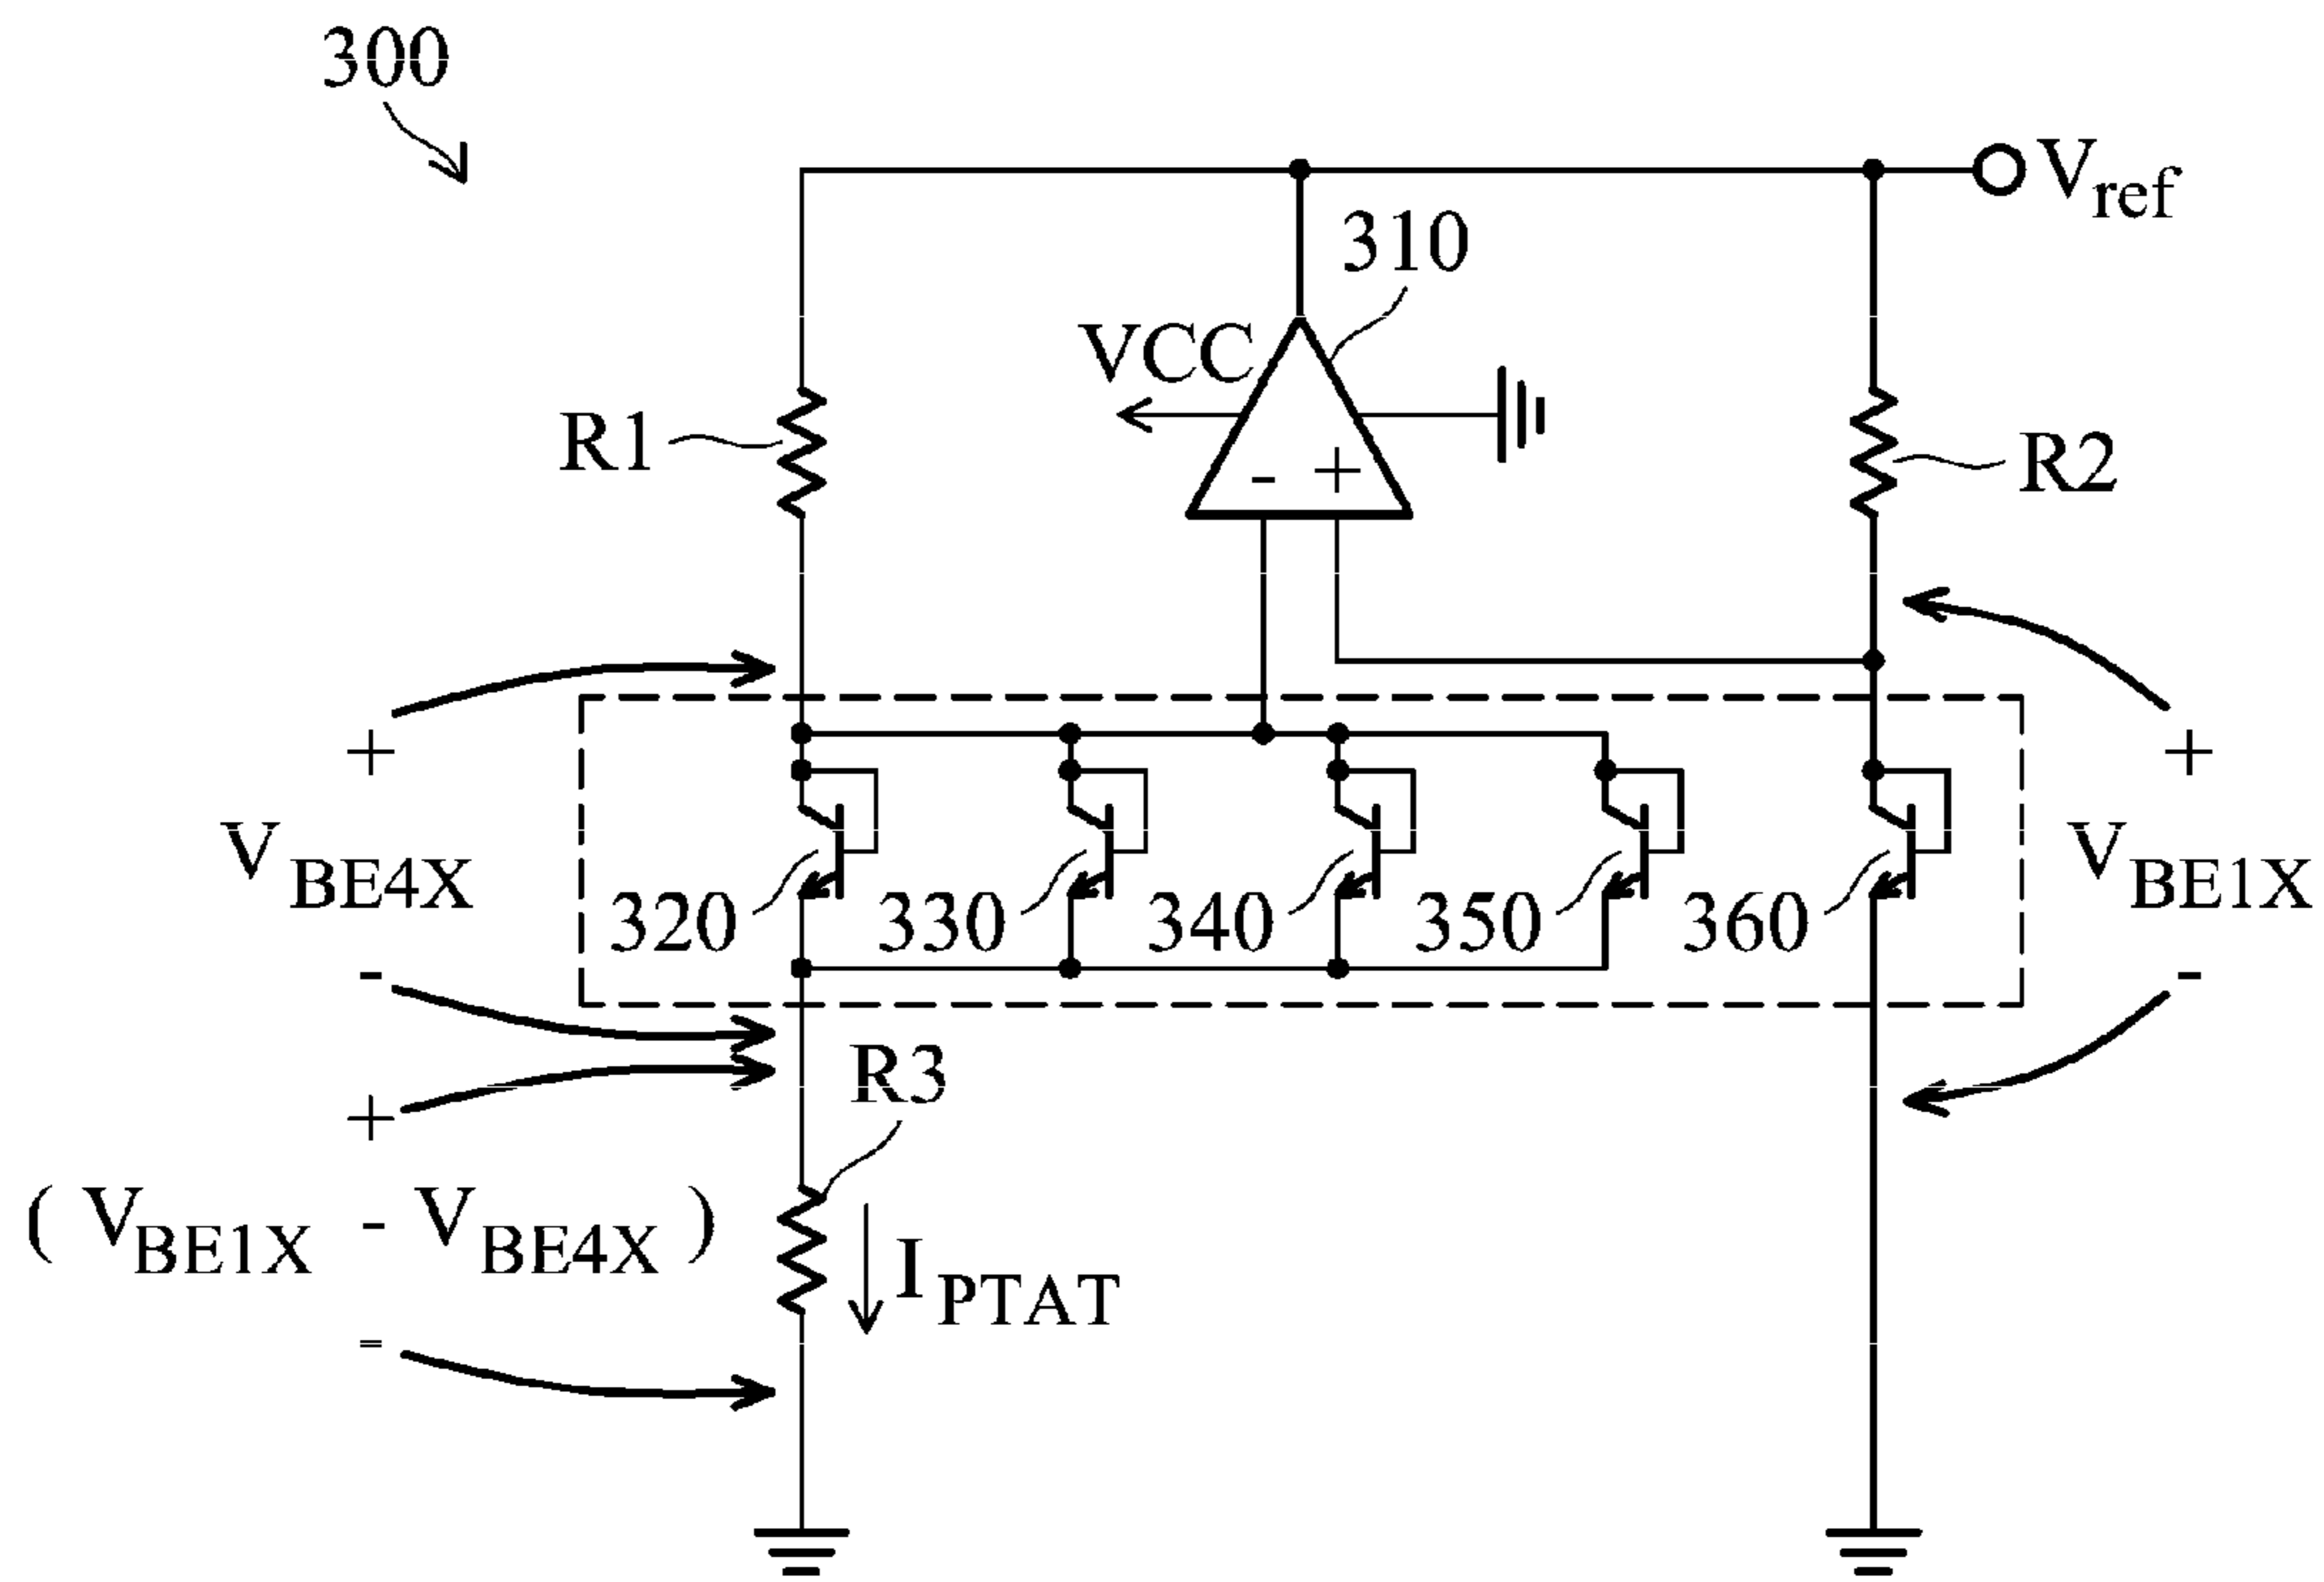 300
Vref
310
VCC
R1
- +
R2
+ +
VBE4X
VBE1X
320 330 340 350 360
- -
R3
+
( VBE1X - VBE4X )
IPTAT
=